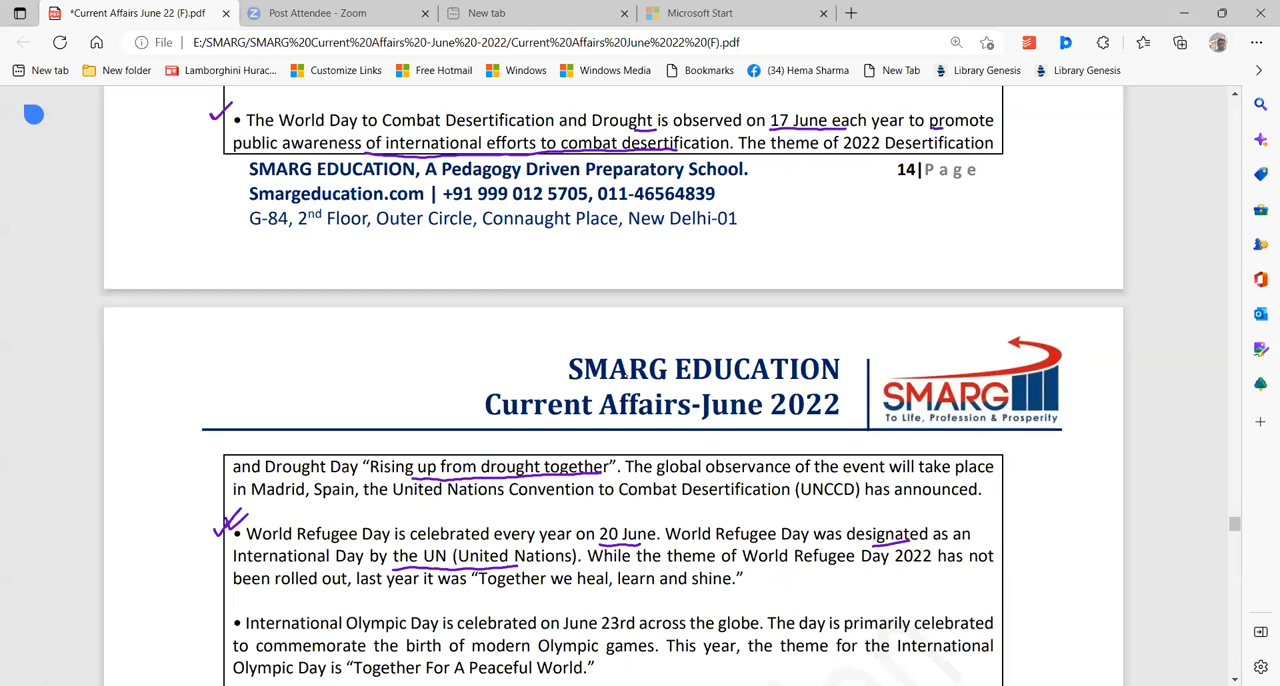 *Current Affairs June 22 (F).pdf
Post Attendee - Zoom
New tab
Microsoft Start
File
E:/SMARG/SMARG%20Current%20Affairs%20-June%20-2022/Current%20Affairs%20June%2022%20(F).pdf
New tab
New folder
Lamborghini Hurac...
Customize Links
Free Hotmail
Windows
Windows Media
Bookmarks
(34) Hema Sharma
New Tab
Library Genesis
Library Genesis
• The World Day to Combat Desertification and Drought is observed on 17 June each year to promote
public awareness of international efforts to combat desertification. The theme of 2022 Desertification
SMARG EDUCATION, A Pedagogy Driven Preparatory School.
14|Page
Smargeducation.com | +91 999 012 5705, 011-46564839
G-84, 2nd Floor, Outer Circle, Connaught Place, New Delhi-01
SMARG EDUCATION
Current Affairs-June 2022
SMARG
To Life, Profession & Prosperity
and Drought Day “Rising up from drought together”. The global observance of the event will take place
in Madrid, Spain, the United Nations Convention to Combat Desertification (UNCCD) has announced.
• World Refugee Day is celebrated every year on 20 June. World Refugee Day was designated as an
International Day by the UN (United Nations). While the theme of World Refugee Day 2022 has not
been rolled out, last year it was “Together we heal, learn and shine.”
• International Olympic Day is celebrated on June 23rd across the globe. The day is primarily celebrated
to commemorate the birth of modern Olympic games. This year, the theme for the International
Olympic Day is “Together For A Peaceful World.”